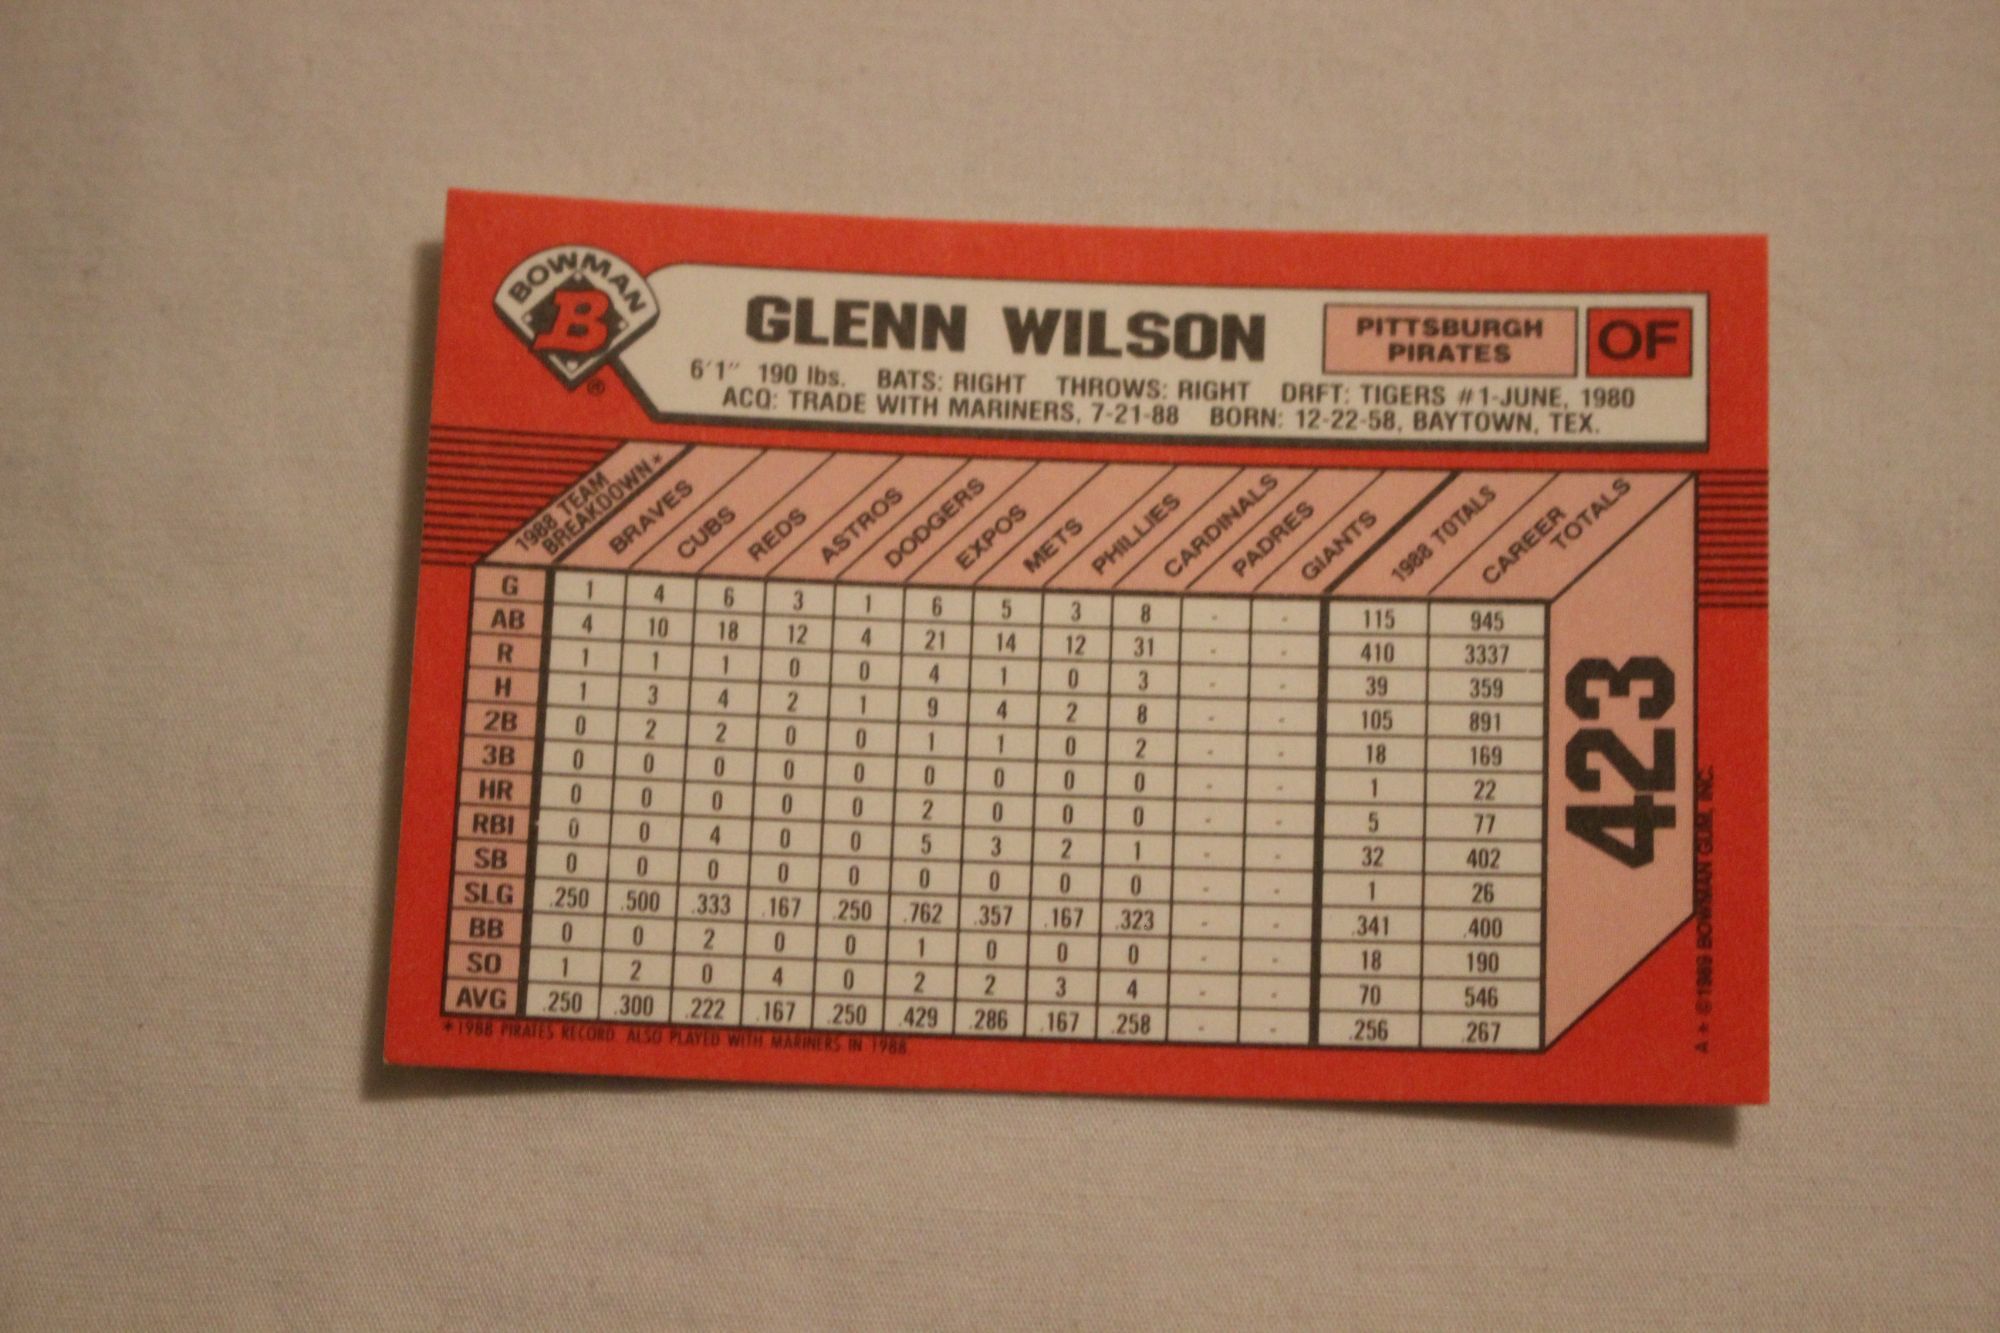 BOWMAN
B
®
GLENN WILSON
PITTSBURGH
PIRATES
OF
6'1" 190 lbs. BATS: RIGHT THROWS: RIGHT DRFT: TIGERS #1-JUNE, 1980
ACQ: TRADE WITH MARINERS, 7-21-88 BORN: 12-22-58, BAYTOWN, TEX.
1988 TEAM BREAKDOWN* BRAVES CUBS REDS ASTROS DODGERS EXPOS METS PHILLIES CARDINALS PADRES GIANTS 1988 TOTALS CAREER TOTALS
G 1 4 6 3 1 6 5 3 8 - - 115 945
AB 4 10 18 12 4 21 14 12 31 - - 410 3337
R 1 1 1 0 0 4 1 0 3 - - 39 359
H 1 3 4 2 1 9 4 2 8 - - 105 891
2B 0 2 2 0 0 1 1 0 2 - - 18 169
3B 0 0 0 0 0 0 0 0 0 - - 1 22
HR 0 0 0 0 0 2 0 0 0 - - 5 77
RBI 0 0 4 0 0 5 3 2 1 - - 32 402
SB 0 0 0 0 0 0 0 0 0 - - 1 26
SLG .250 .500 .333 .167 .250 .762 .357 .167 .323 - - .341 .400
BB 0 0 2 0 0 1 0 0 0 - - 18 190
SO 1 2 0 4 0 2 2 3 4 - - 70 546
AVG .250 .300 .222 .167 .250 .429 .286 .167 .258 - - .256 .267
*1988 PIRATES RECORD. ALSO PLAYED WITH MARINERS IN 1988
423
A * ©1989 BOWMAN GUM, INC.